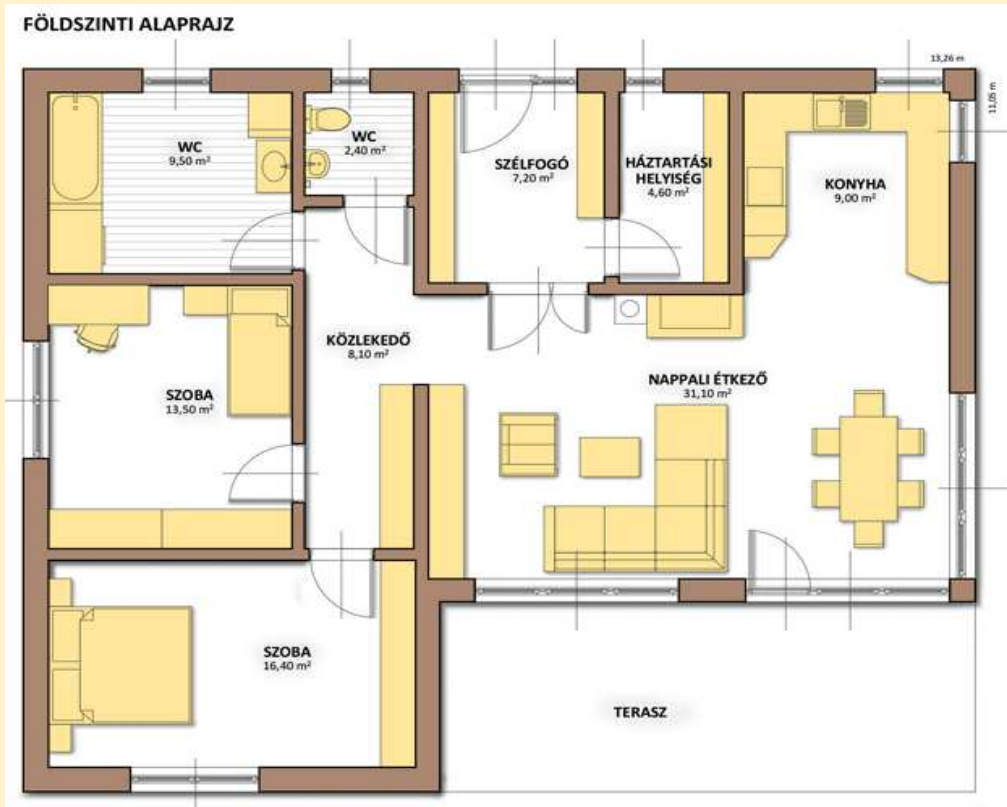 FÖLDSZINTI ALAPRAJZ
13,26 m
11,05 m
WC
9,50 m²
WC
2,40 m²
SZÉLFOGÓ
7,20 m²
HÁZTARTÁSI
HELYISÉG
4,60 m²
KONYHA
9,00 m²
KÖZLEKEDŐ
8,10 m²
SZOBA
13,50 m²
NAPPALI ÉTKEZŐ
31,10 m²
SZOBA
16,40 m²
TERASZ